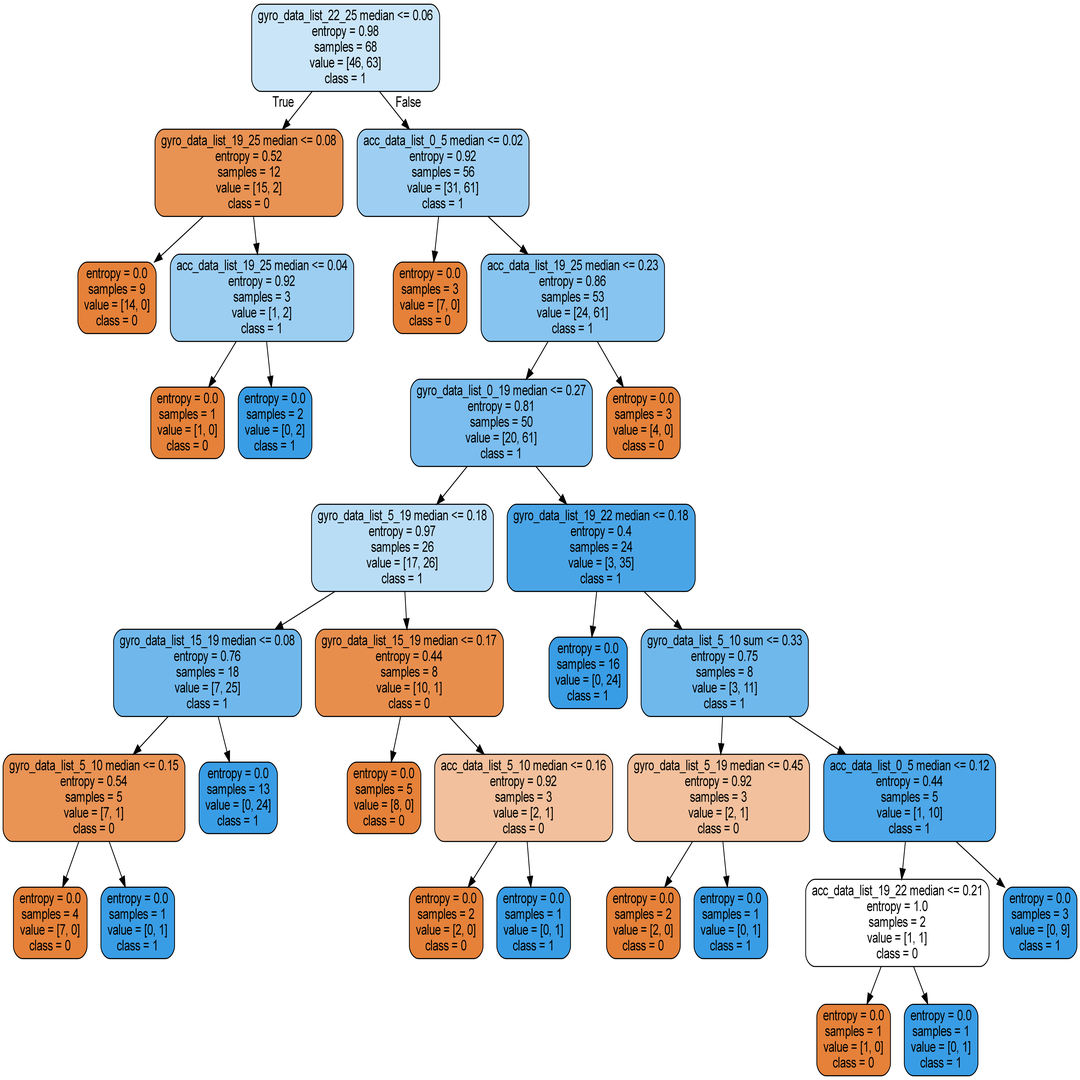 gyro_data_list_22_25 median <= 0.06
entropy = 0.98
samples = 68
value = [46, 63]
class = 1
True
False
gyro_data_list_19_25 median <= 0.08
entropy = 0.52
samples = 12
value = [15, 2]
class = 0
acc_data_list_0_5 median <= 0.02
entropy = 0.92
samples = 56
value = [31, 61]
class = 1
entropy = 0.0
samples = 9
value = [14, 0]
class = 0
acc_data_list_19_25 median <= 0.04
entropy = 0.92
samples = 3
value = [1, 2]
class = 1
entropy = 0.0
samples = 3
value = [7, 0]
class = 0
acc_data_list_19_25 median <= 0.23
entropy = 0.86
samples = 53
value = [24, 61]
class = 1
entropy = 0.0
samples = 1
value = [1, 0]
class = 0
entropy = 0.0
samples = 2
value = [0, 2]
class = 1
gyro_data_list_0_19 median <= 0.27
entropy = 0.81
samples = 50
value = [20, 61]
class = 1
entropy = 0.0
samples = 3
value = [4, 0]
class = 0
gyro_data_list_5_19 median <= 0.18
entropy = 0.97
samples = 26
value = [17, 26]
class = 1
gyro_data_list_19_22 median <= 0.18
entropy = 0.4
samples = 24
value = [3, 35]
class = 1
gyro_data_list_15_19 median <= 0.08
entropy = 0.76
samples = 18
value = [7, 25]
class = 1
gyro_data_list_15_19 median <= 0.17
entropy = 0.44
samples = 8
value = [10, 1]
class = 0
entropy = 0.0
samples = 16
value = [0, 24]
class = 1
gyro_data_list_5_10 sum <= 0.33
entropy = 0.75
samples = 8
value = [3, 11]
class = 1
gyro_data_list_5_10 median <= 0.15
entropy = 0.54
samples = 5
value = [7, 1]
class = 0
entropy = 0.0
samples = 13
value = [0, 24]
class = 1
entropy = 0.0
samples = 5
value = [8, 0]
class = 0
acc_data_list_5_10 median <= 0.16
entropy = 0.92
samples = 3
value = [2, 1]
class = 0
gyro_data_list_5_19 median <= 0.45
entropy = 0.92
samples = 3
value = [2, 1]
class = 0
acc_data_list_0_5 median <= 0.12
entropy = 0.44
samples = 5
value = [1, 10]
class = 1
entropy = 0.0
samples = 4
value = [7, 0]
class = 0
entropy = 0.0
samples = 1
value = [0, 1]
class = 1
entropy = 0.0
samples = 2
value = [2, 0]
class = 0
entropy = 0.0
samples = 1
value = [0, 1]
class = 1
entropy = 0.0
samples = 2
value = [2, 0]
class = 0
entropy = 0.0
samples = 1
value = [0, 1]
class = 1
acc_data_list_19_22 median <= 0.21
entropy = 1.0
samples = 2
value = [1, 1]
class = 0
entropy = 0.0
samples = 3
value = [0, 9]
class = 1
entropy = 0.0
samples = 1
value = [1, 0]
class = 0
entropy = 0.0
samples = 1
value = [0, 1]
class = 1